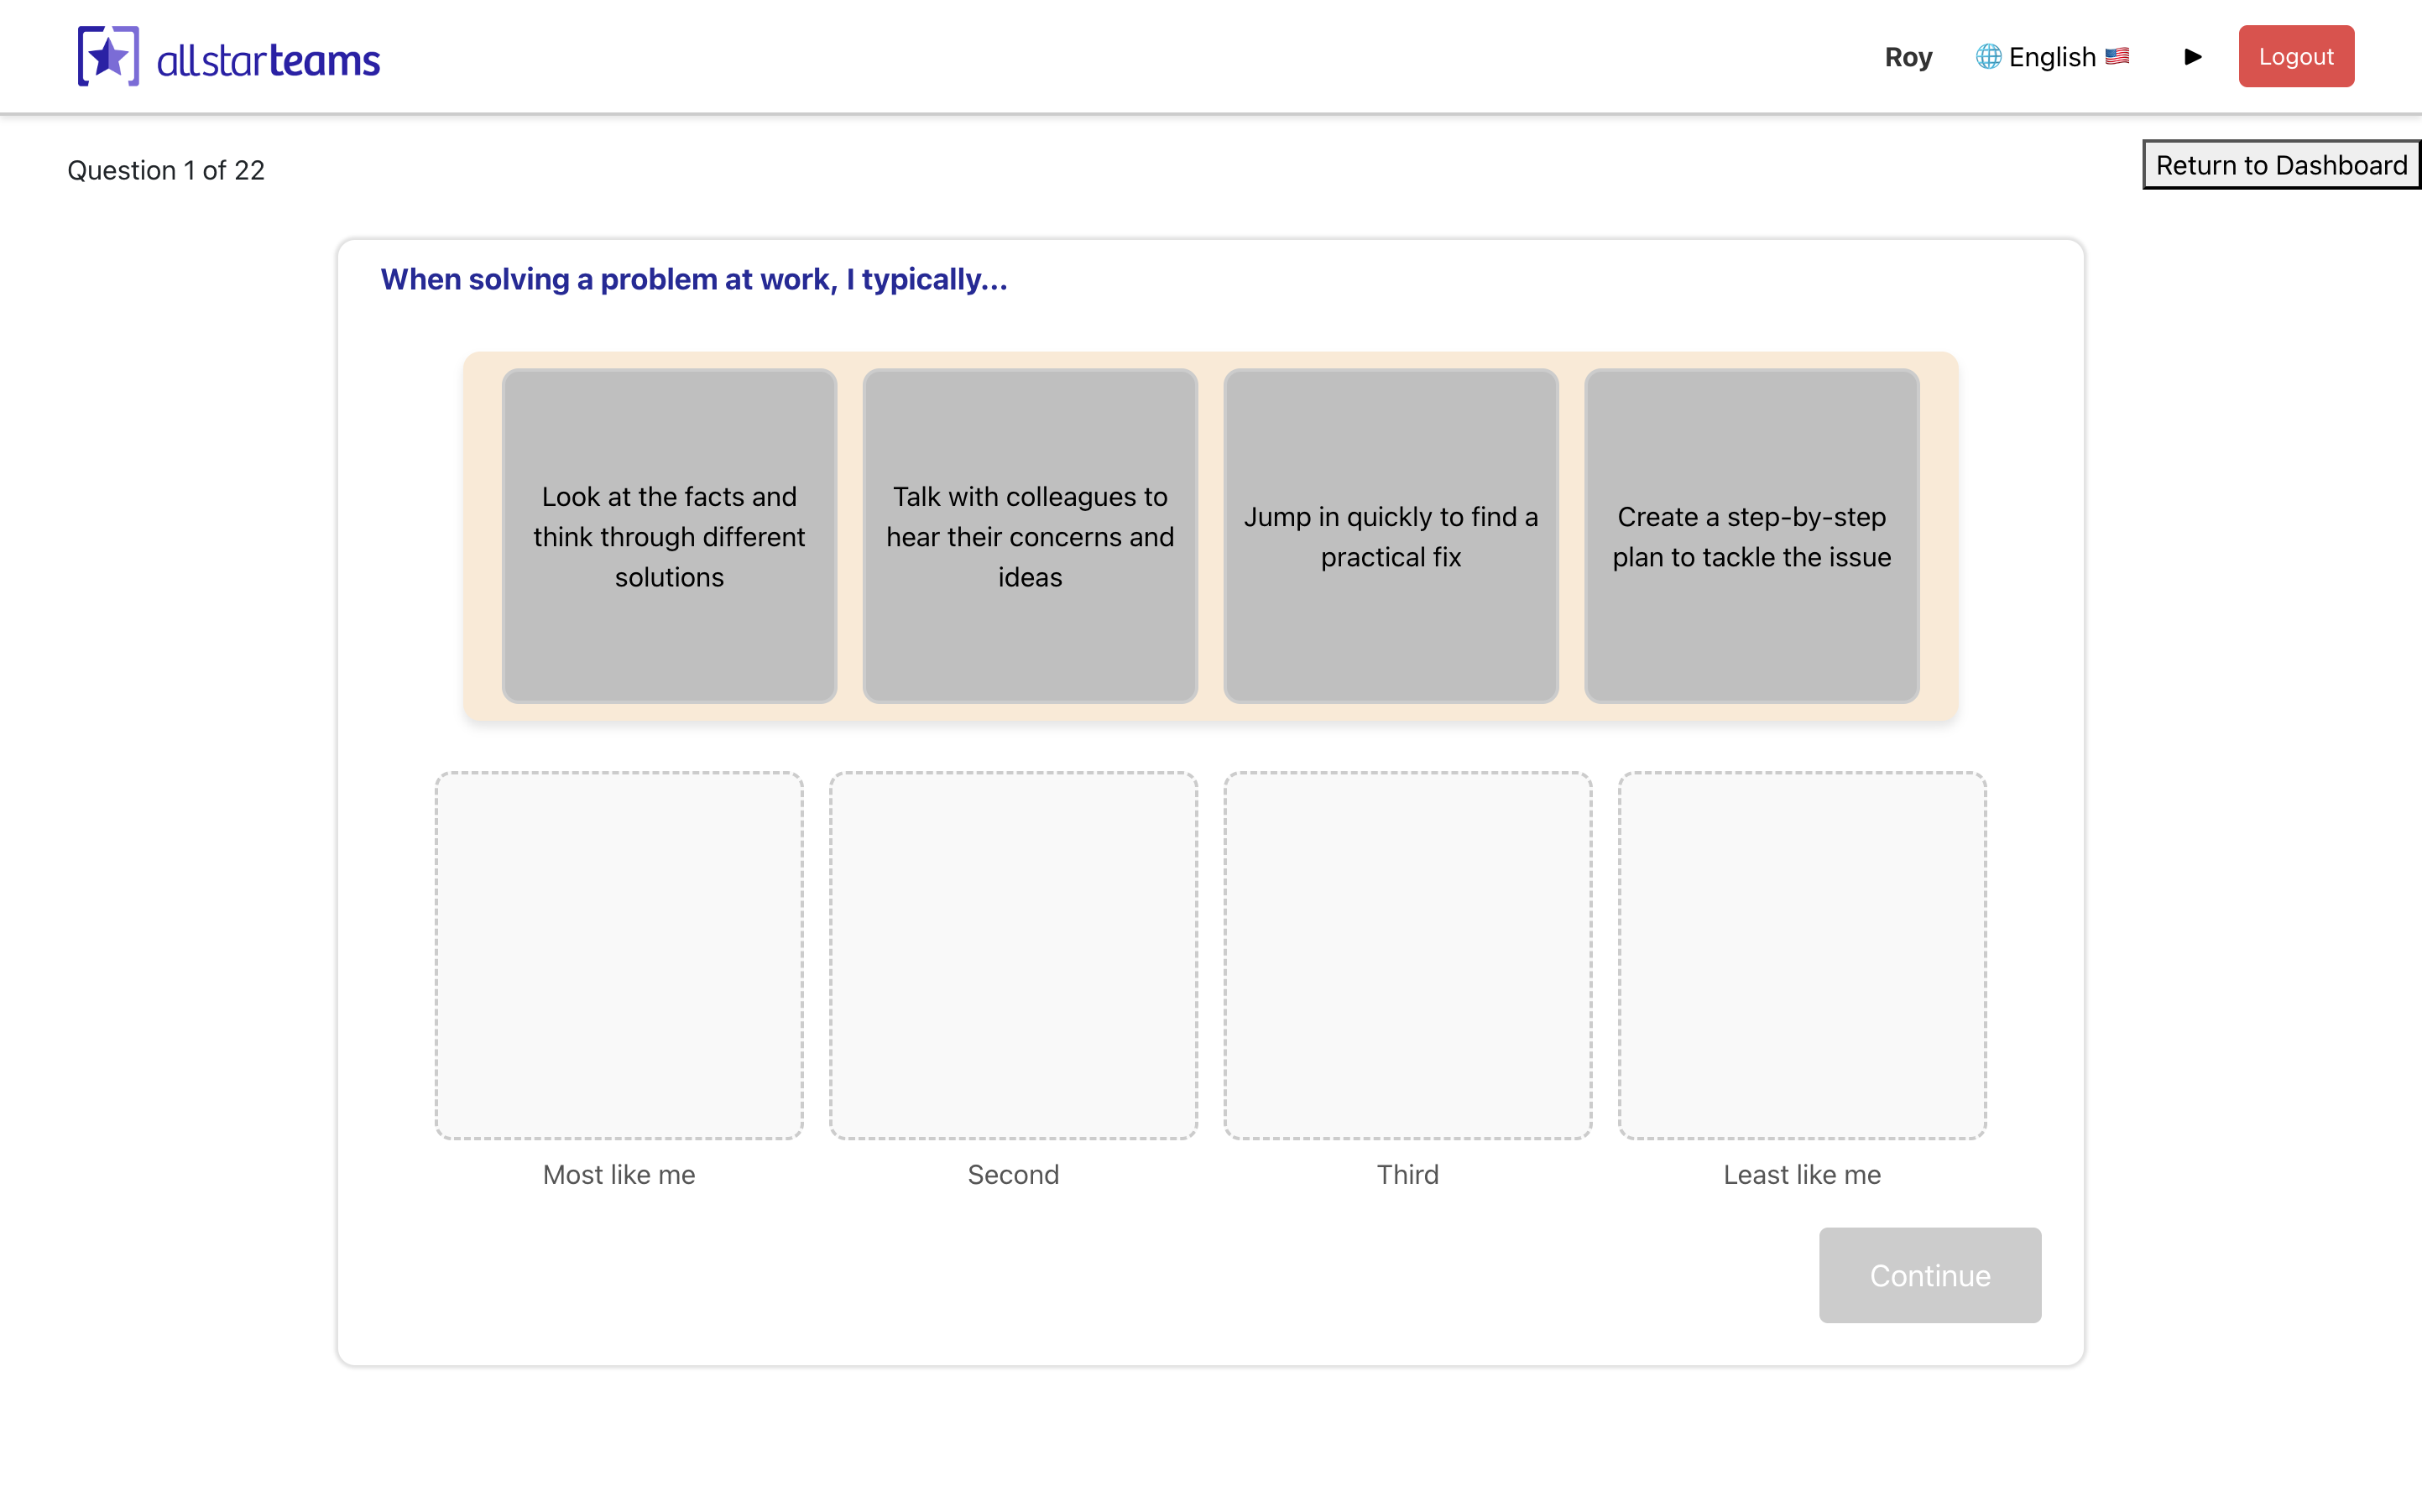 allstarteams
Roy
English
Logout
Question 1 of 22
Return to Dashboard
When solving a problem at work, I typically...
Look at the facts and
think through different
solutions
Talk with colleagues to
hear their concerns and
ideas
Jump in quickly to find a
practical fix
Create a step-by-step
plan to tackle the issue
Most like me
Second
Third
Least like me
Continue